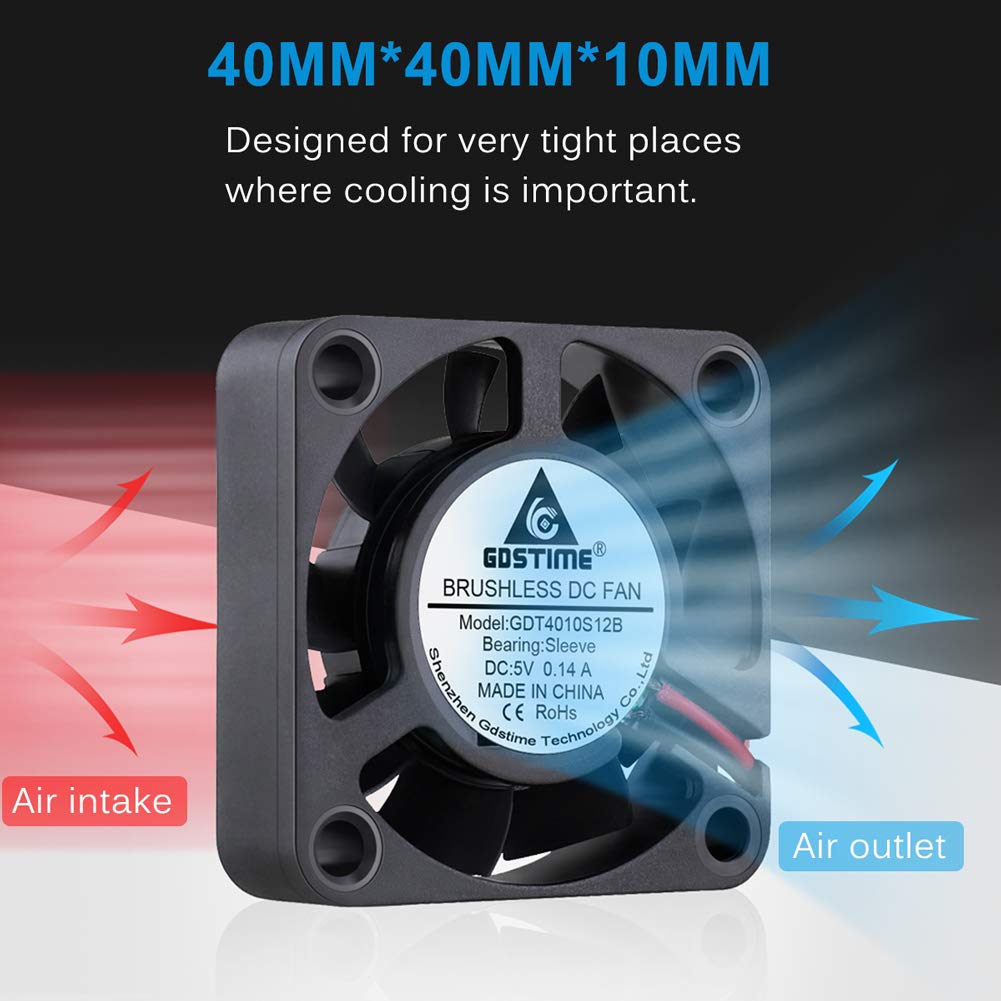 40MM*40MM*10MM
Designed for very tight places
where cooling is important.
GDSTIME®
BRUSHLESS DC FAN
Model:GDT4010S12B
Bearing:Sleeve
DC:5V 0.14 A
MADE IN CHINA
CE RoHs
Shenzhen Gdstime Technology Co.,Ltd
Air intake
Air outlet